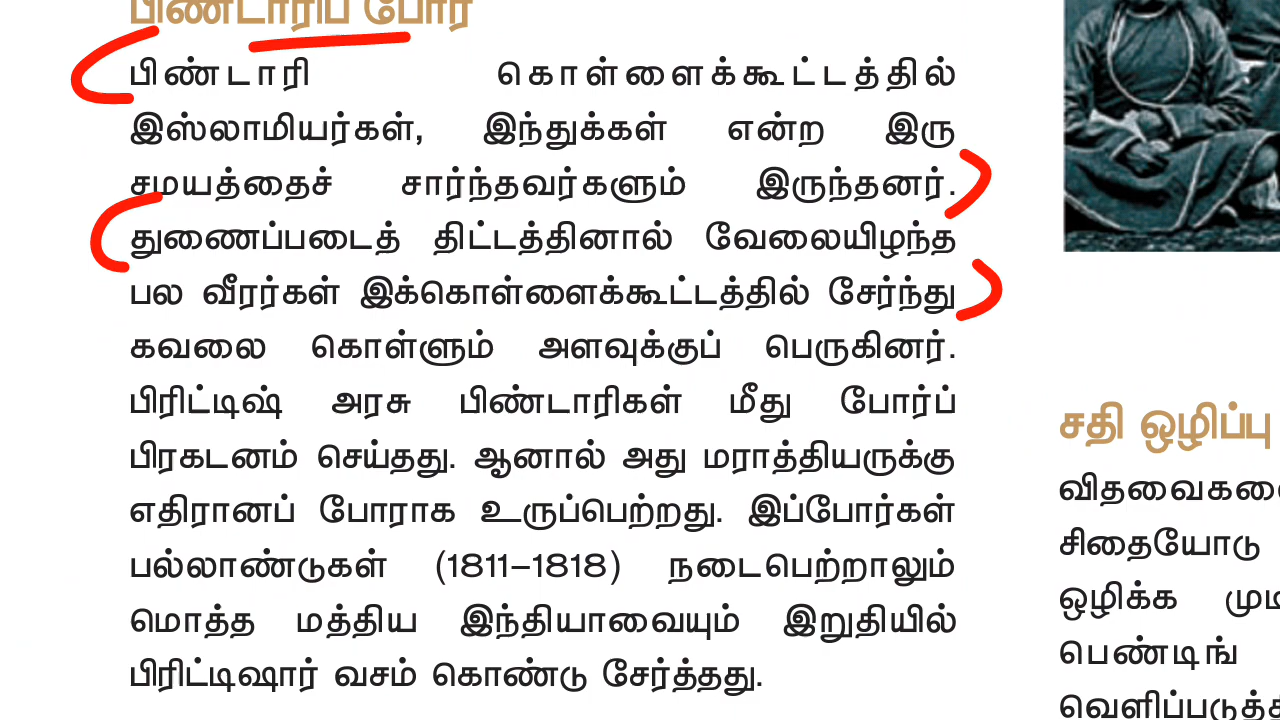 பிண்டாரிப் போர்
பிண்டாரி கொள்ளைக்கூட்டத்தில்
இஸ்லாமியர்கள், இந்துக்கள் என்ற இரு
சமயத்தைச் சார்ந்தவர்களும் இருந்தனர்.
துணைப்படைத் திட்டத்தினால் வேலையிழந்த
பல வீரர்கள் இக்கொள்ளைக்கூட்டத்தில் சேர்ந்து
கவலை கொள்ளும் அளவுக்குப் பெருகினர்.
பிரிட்டிஷ் அரசு பிண்டாரிகள் மீது போர்ப்
பிரகடனம் செய்தது. ஆனால் அது மராத்தியருக்கு
எதிரானப் போராக உருப்பெற்றது. இப்போர்கள்
பல்லாண்டுகள் (1811–1818) நடைபெற்றாலும்
மொத்த மத்திய இந்தியாவையும் இறுதியில்
பிரிட்டிஷார் வசம் கொண்டு சேர்த்தது.
சதி ஒழிப்பு
சிதையோடு
ஒழிக்க
பெண்டிங்